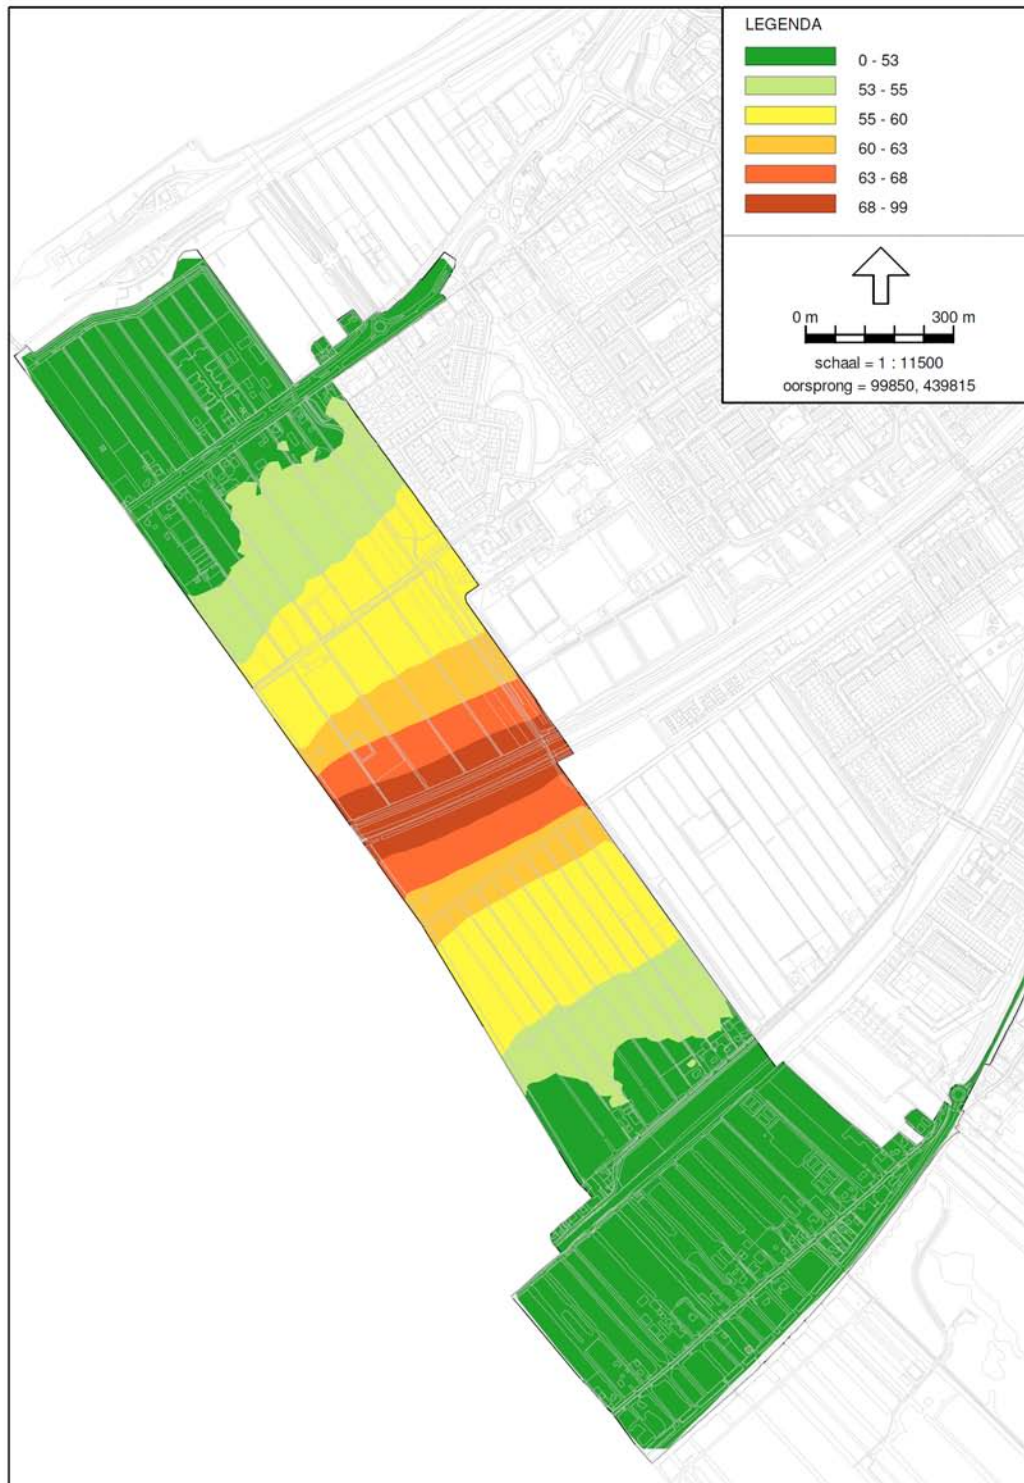 LEGENDA
0 - 53
53 - 55
55 - 60
60 - 63
63 - 68
68 - 99
0 m 300 m
schaal = 1 : 11500
oorsprong = 99850, 439815